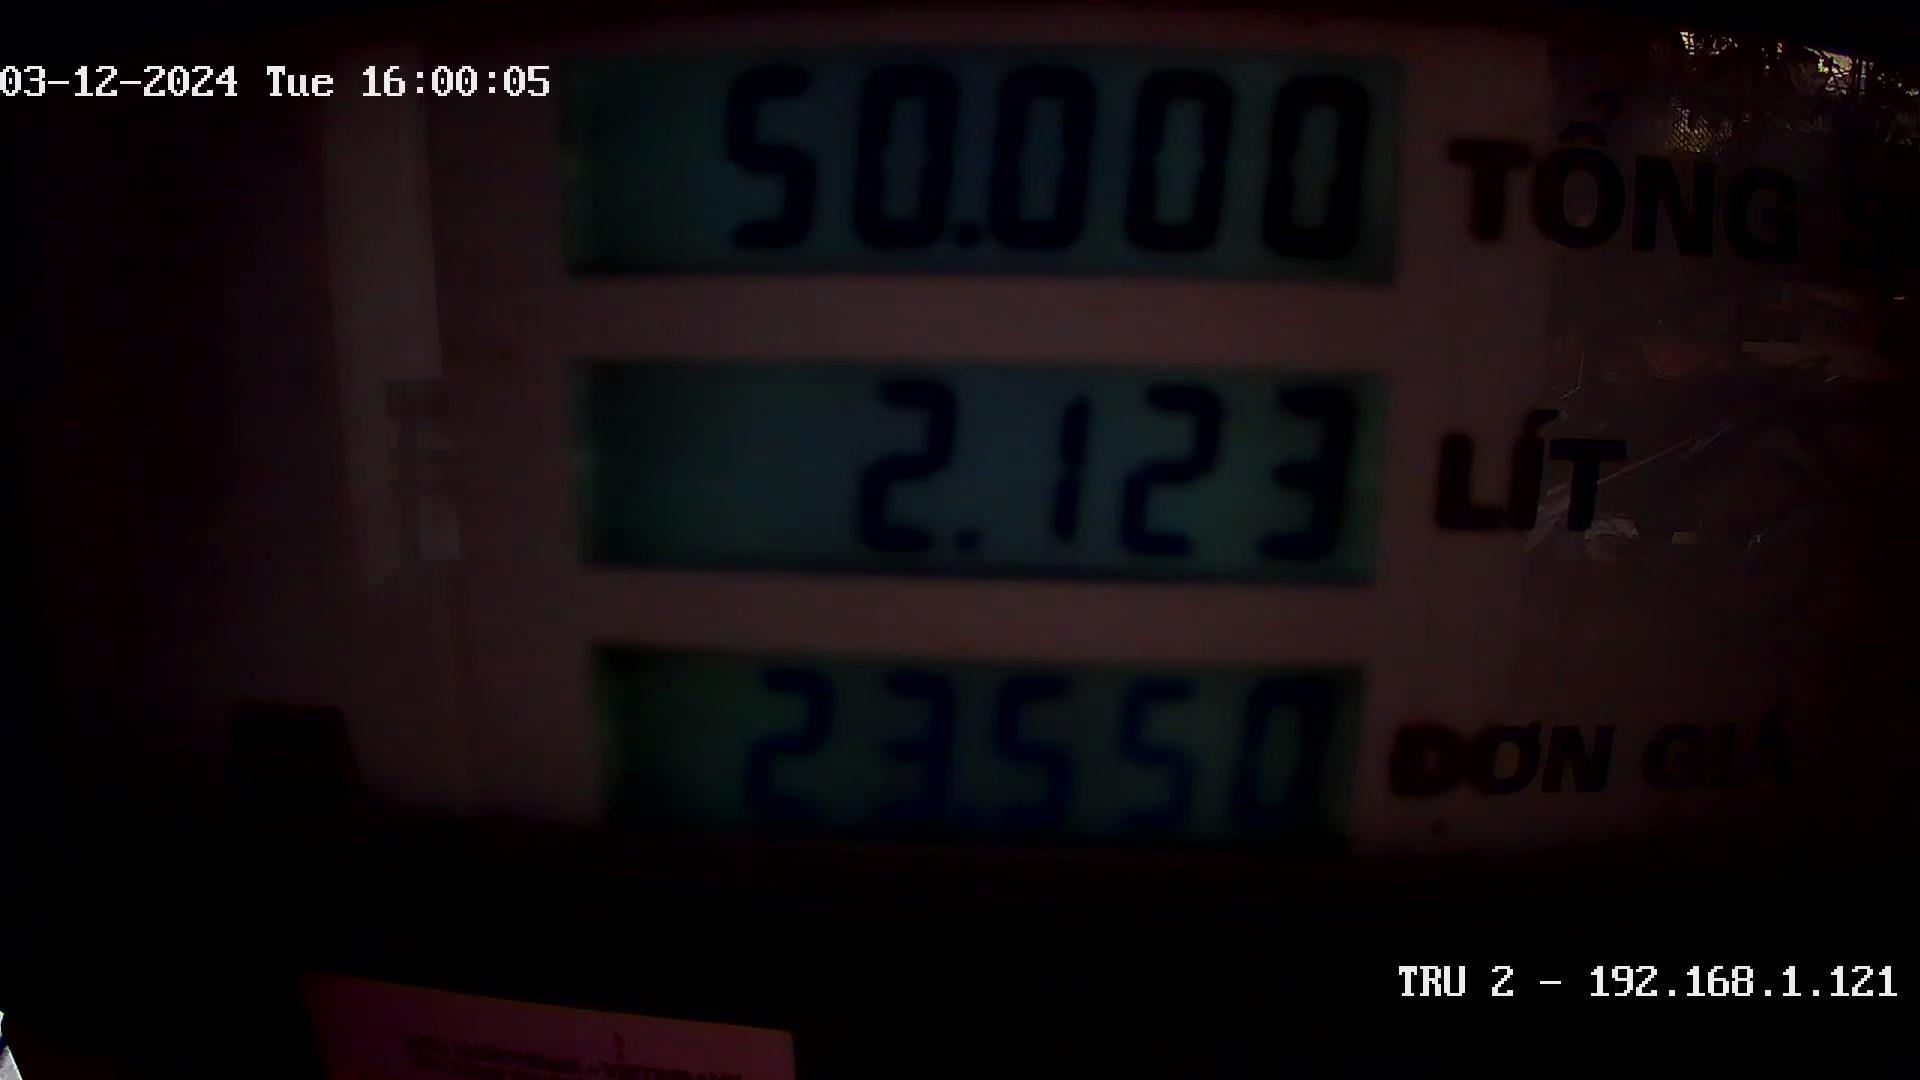 03-12-2024 Tue 16:00:05
50.000 TỔNG
2.123 LÍT
23.550 ĐƠN GIÁ
TRU 2 - 192.168.1.121